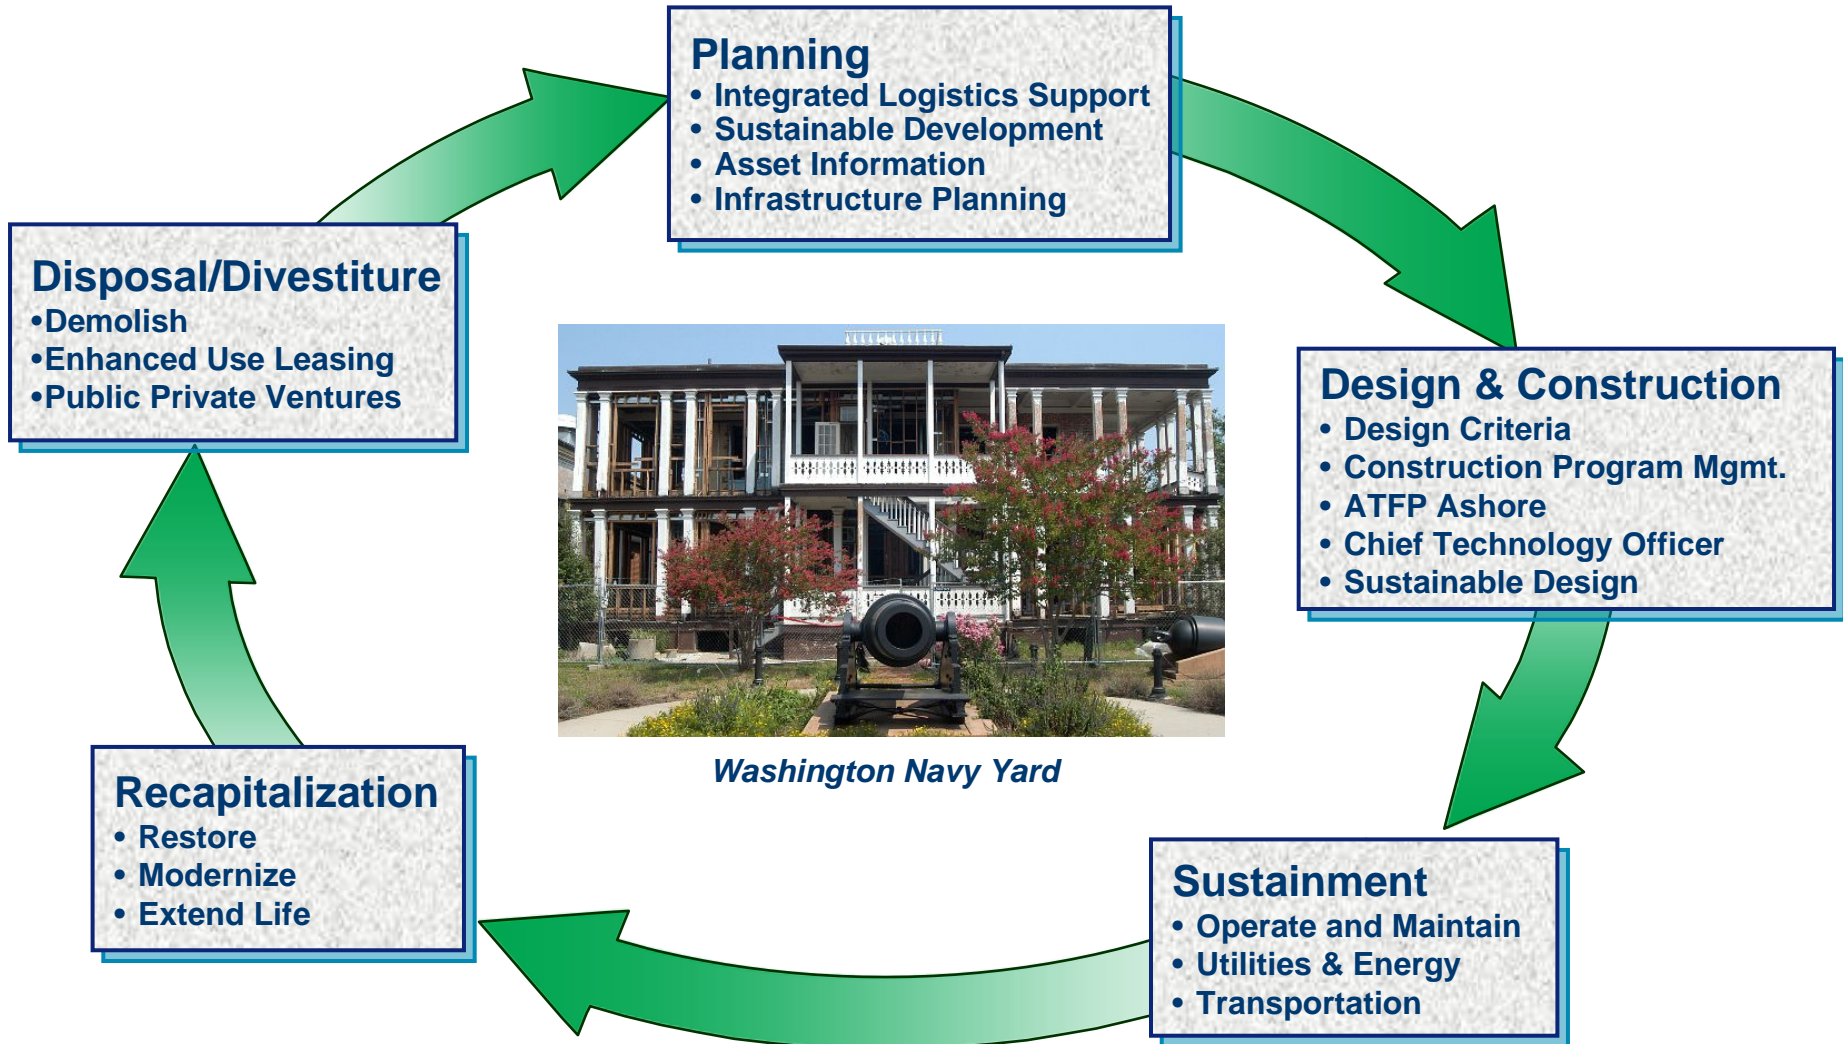 Planning
• Integrated Logistics Support
• Sustainable Development
• Asset Information
• Infrastructure Planning
Disposal/Divestiture
•Demolish
•Enhanced Use Leasing
•Public Private Ventures
Design & Construction
• Design Criteria
• Construction Program Mgmt.
• ATFP Ashore
• Chief Technology Officer
• Sustainable Design
Washington Navy Yard
Recapitalization
• Restore
• Modernize
• Extend Life
Sustainment
• Operate and Maintain
• Utilities & Energy
• Transportation